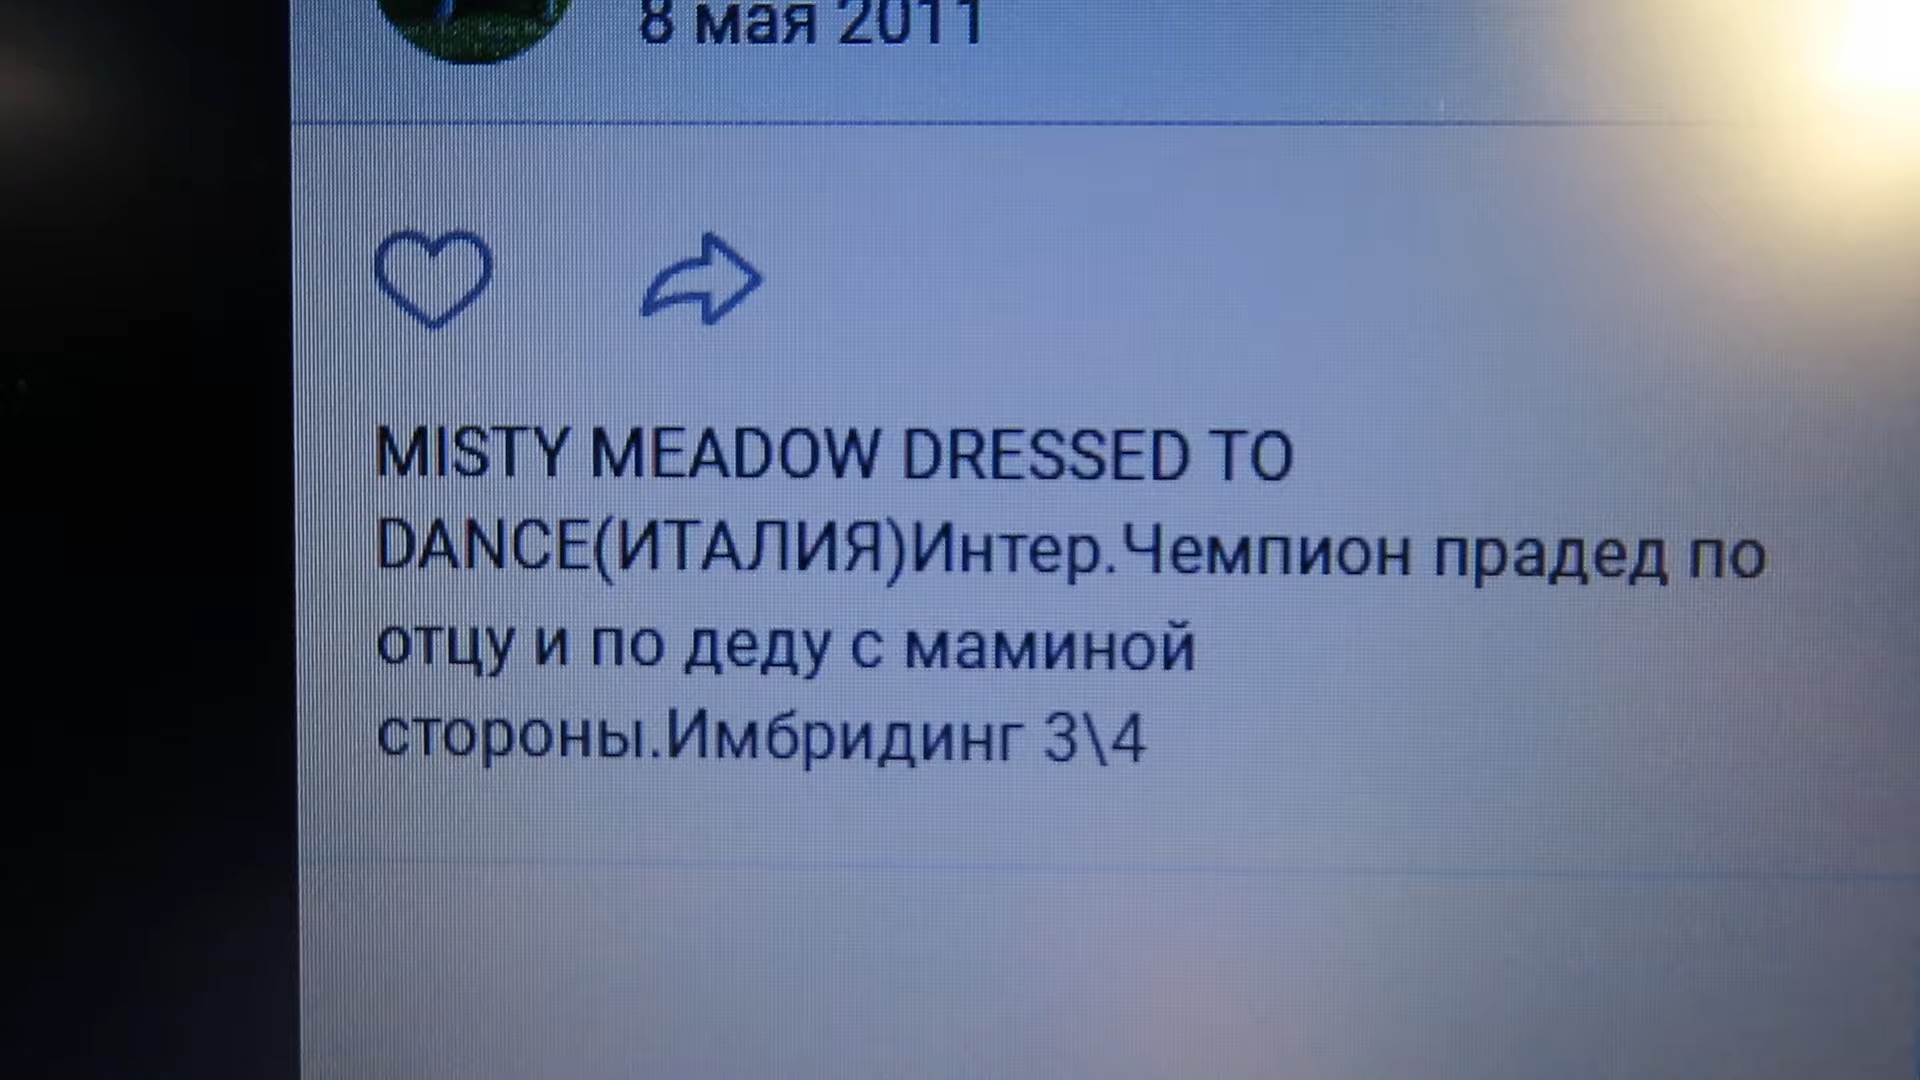 8 мая 2011
MISTY MEADOW DRESSED TO
DANCE(ИТАЛИЯ)Интер.Чемпион прадед по
отцу и по деду с маминой
стороны.Имбридинг 3\4